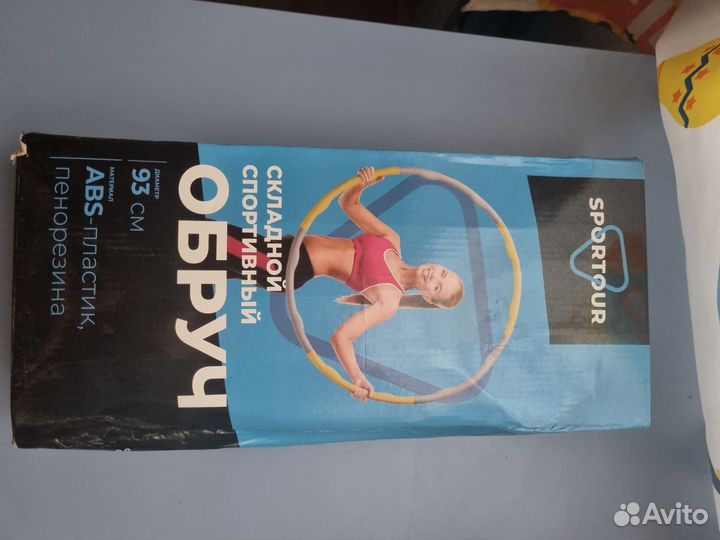 SPORTOUR
СКЛАДНОЙ
СПОРТИВНЫЙ
ОБРУЧ
ДИАМЕТР
93 СМ
МАТЕРИАЛ
ABS-пластик,
пенорезина
Avito